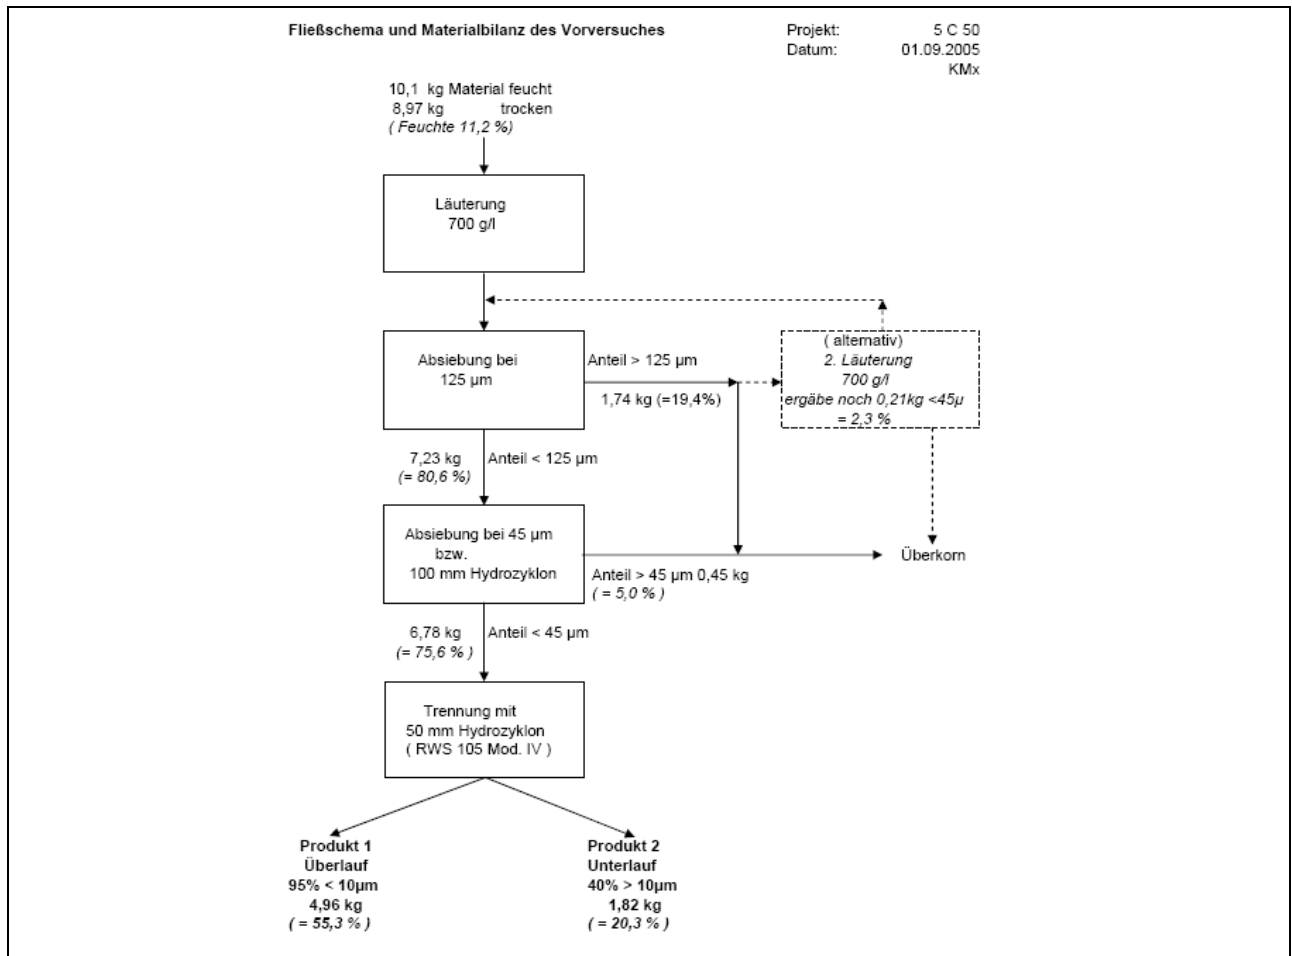 Fließschema und Materialbilanz des Vorversuches
Projekt: 5 C 50
Datum: 01.09.2005
KMx
10,1 kg Material feucht
8,97 kg trocken
( Feuchte 11,2 %)
Läuterung
700 g/l
Absiebung bei
125 µm
Anteil > 125 µm
1,74 kg (=19,4%)
( alternativ)
2. Läuterung
700 g/l
ergäbe noch 0,21kg <45µ
= 2,3 %
7,23 kg Anteil < 125 µm
(= 80,6 %)
Absiebung bei 45 µm
bzw.
100 mm Hydrozyklon
Überkorn
Anteil > 45 µm 0,45 kg
( = 5,0 % )
6,78 kg Anteil < 45 µm
(= 75,6 % )
Trennung mit
50 mm Hydrozyklon
( RWS 105 Mod. IV )
Produkt 1
Überlauf
95% < 10µm
4,96 kg
( = 55,3 % )
Produkt 2
Unterlauf
40% > 10µm
1,82 kg
( = 20,3 % )